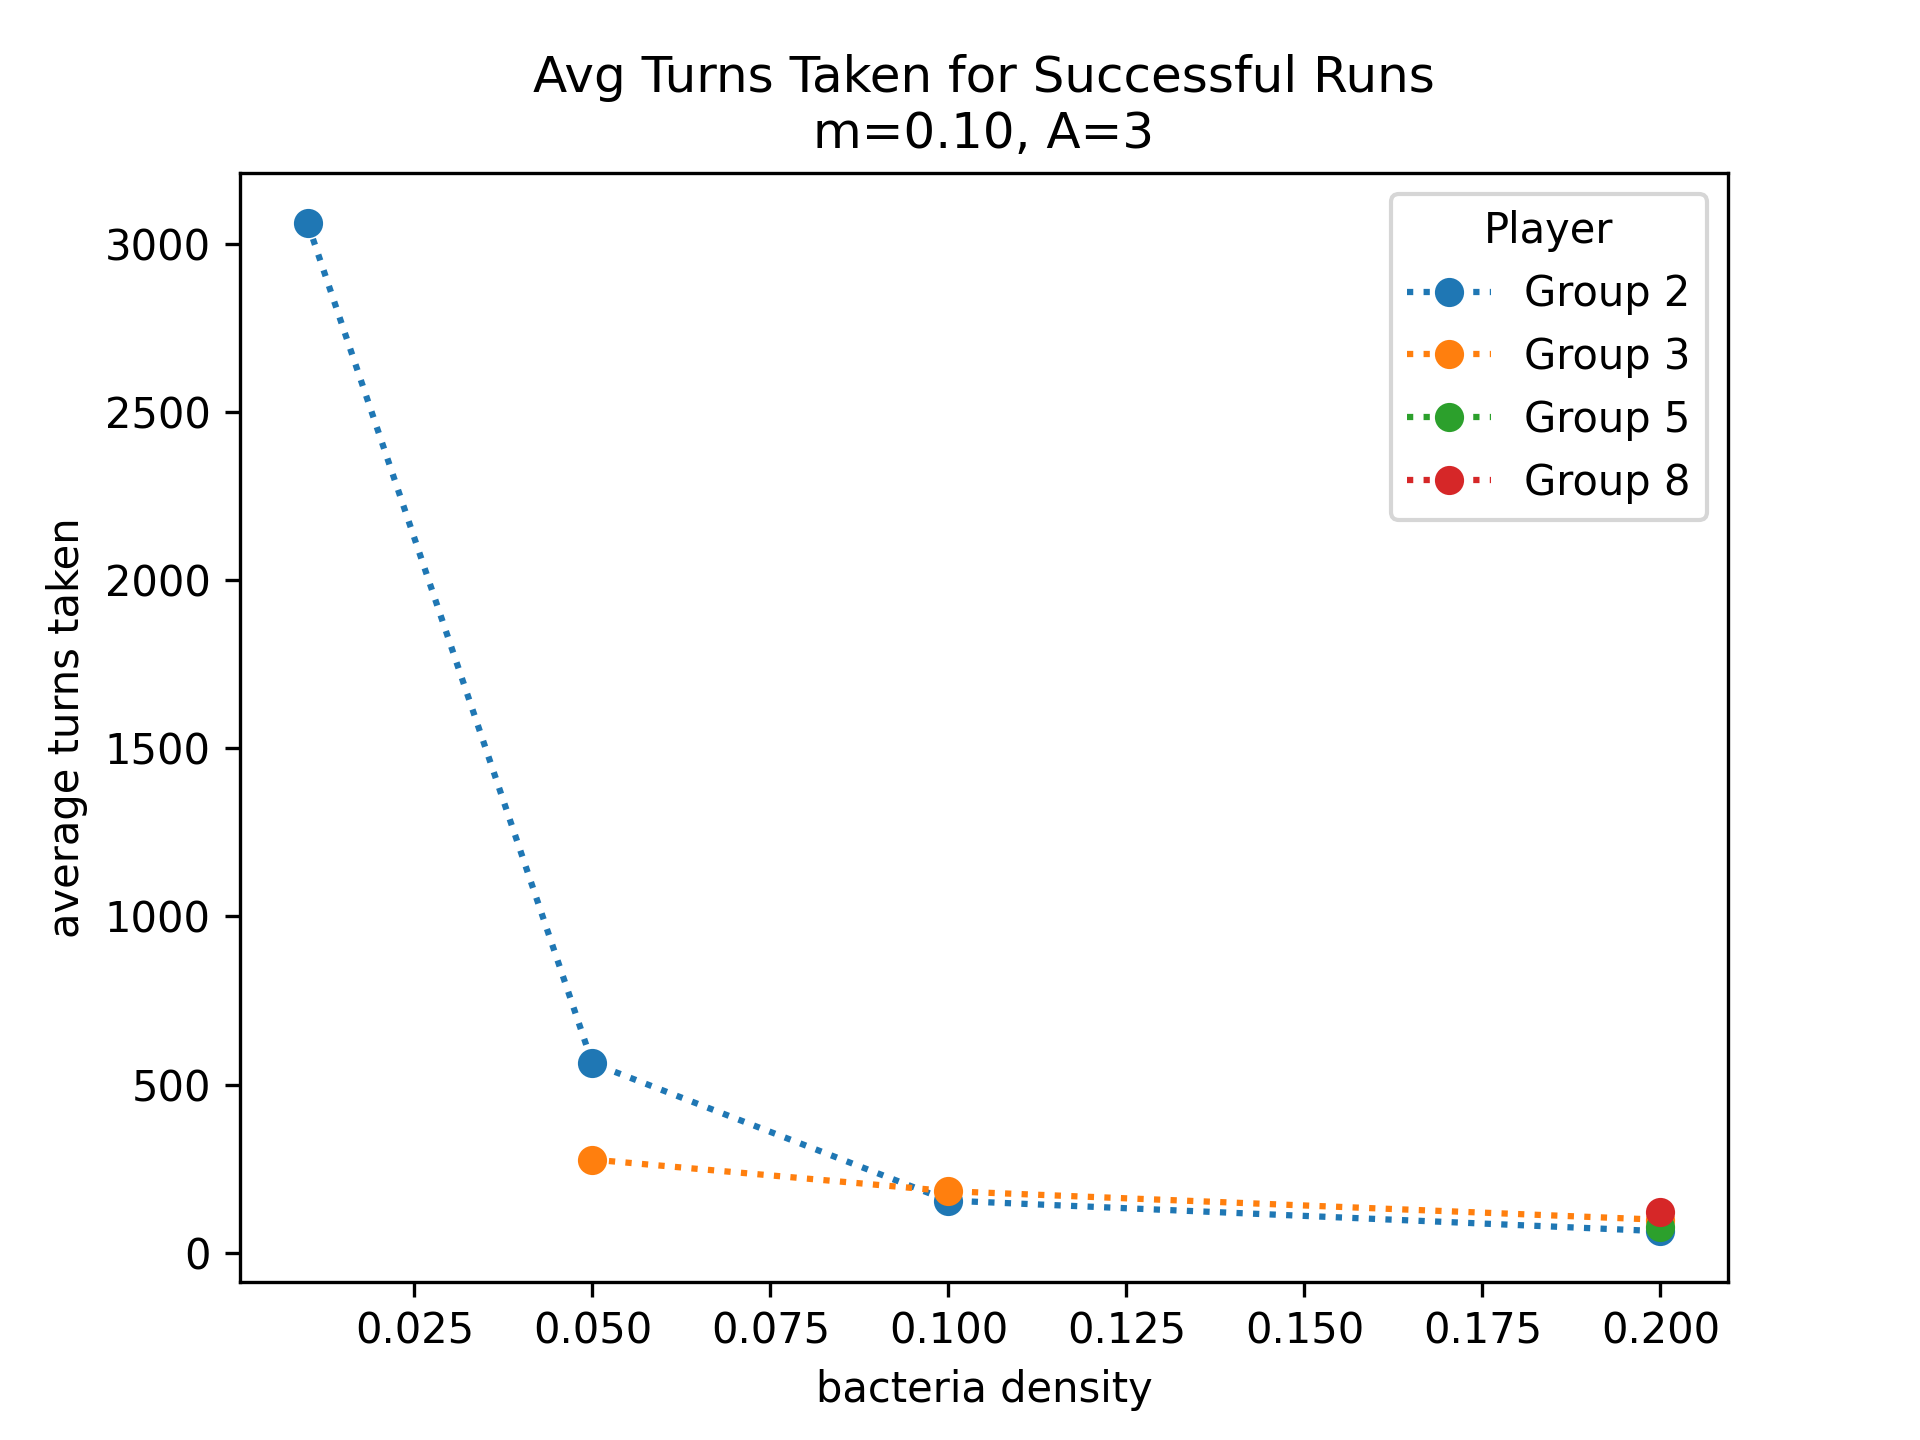 Avg Turns Taken for Successful Runs
m=0.10, A=3
Player
Group 2
Group 3
Group 5
Group 8
average turns taken
3000
2500
2000
1500
1000
500
0
0.025 0.050 0.075 0.100 0.125 0.150 0.175 0.200
bacteria density